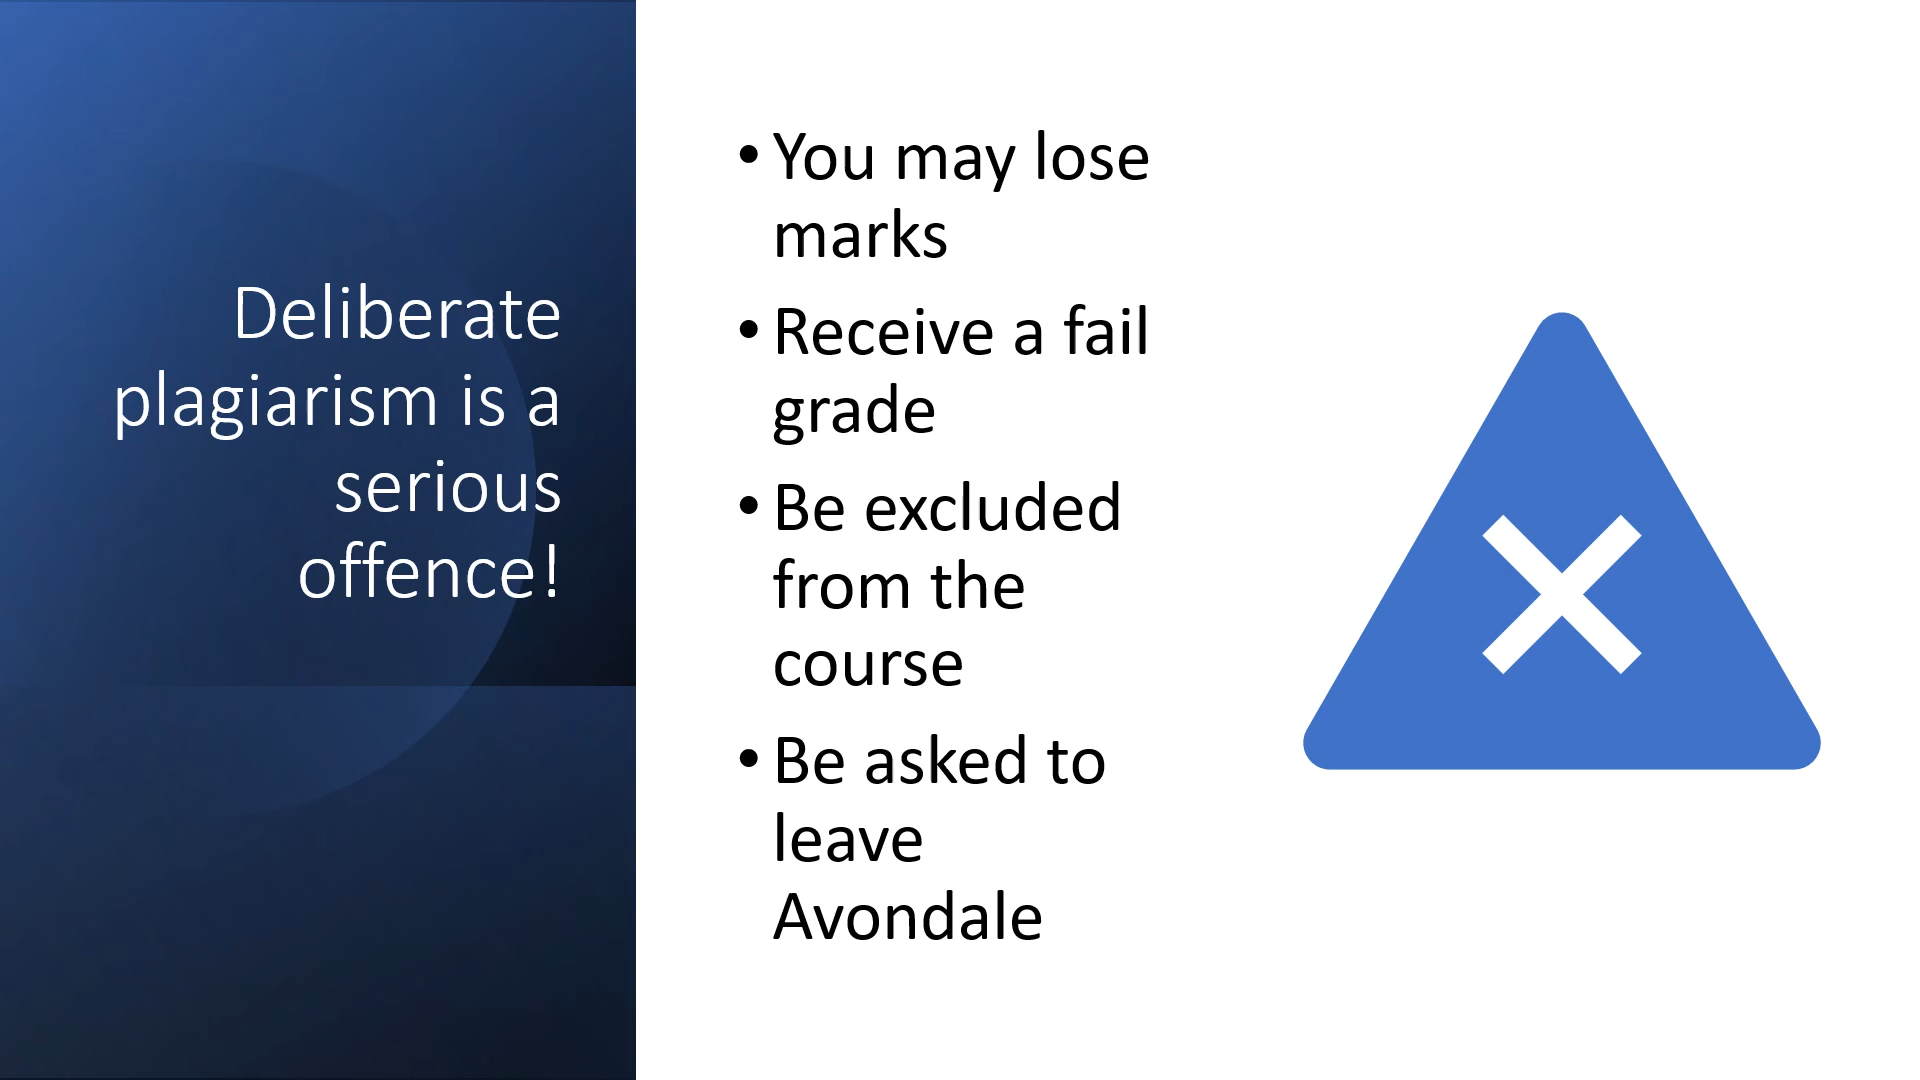 Deliberate
plagiarism is a
serious
offence!
• You may lose
marks
• Receive a fail
grade
• Be excluded
from the
course
• Be asked to
leave
Avondale